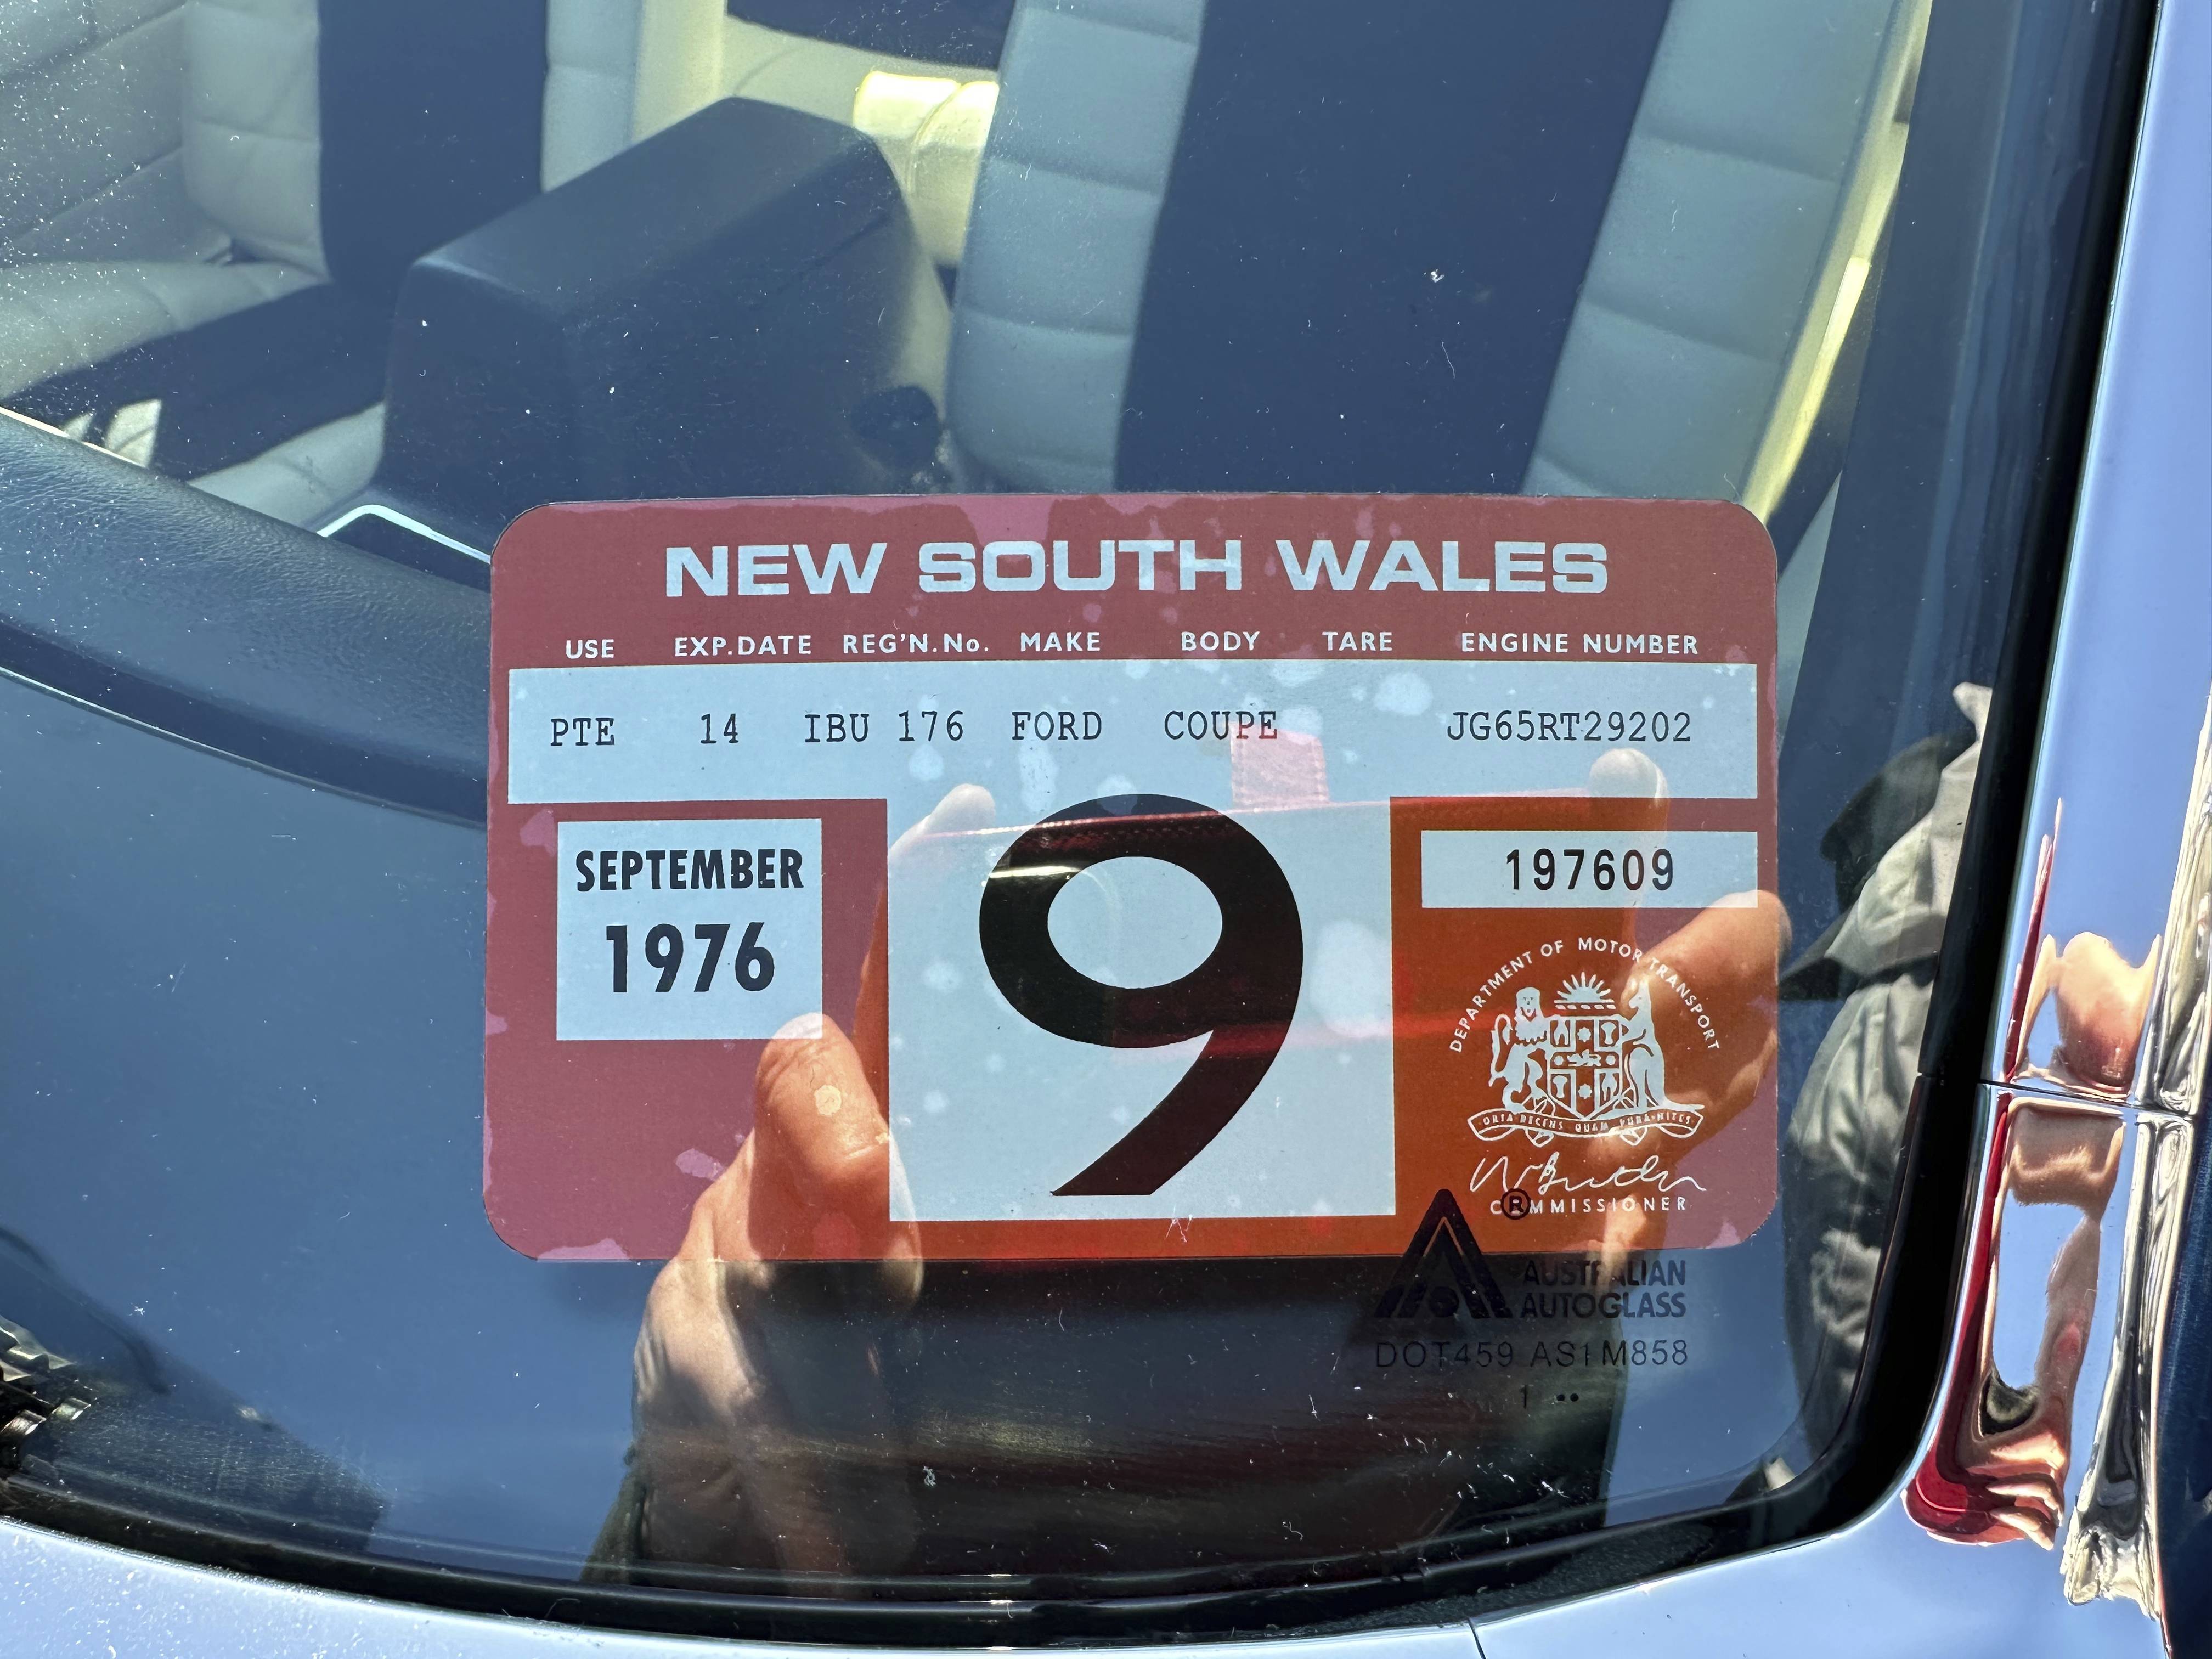 NEW SOUTH WALES
USE EXP.DATE REG'N.No. MAKE BODY TARE ENGINE NUMBER
PTE 14 IBU 176 FORD COUPE JG65RT29202
SEPTEMBER
1976
9
197609
DEPARTMENT OF MOTOR TRANSPORT
ORTA RECENS QUAM PURA NITES
COMMISSIONER
®
AUSTRALIAN
AUTOGLASS
DOT459 AS1 M858
1 ••